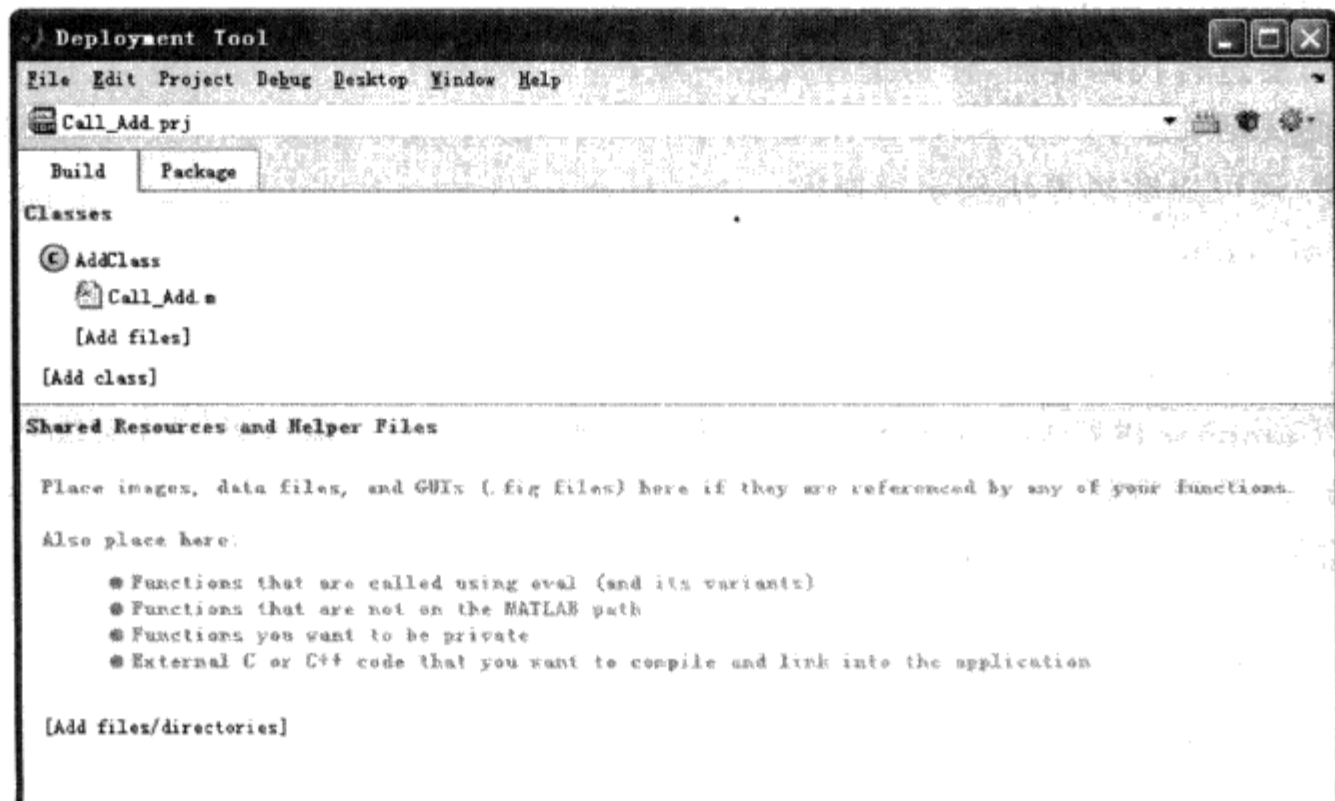 Deployment Tool
File Edit Project Debug Desktop Window Help
Call_Add.prj
Build Package
Classes
AddClass
Call_Add.m
[Add files]
[Add class]
Shared Resources and Helper Files
Place images, data files, and GUIs (.fig files) here if they are referenced by any of your functions.
Also place here:
Functions that are called using eval (and its variants)
Functions that are not on the MATLAB path
Functions you want to be private
External C or C++ code that you want to compile and link into the application
[Add files/directories]